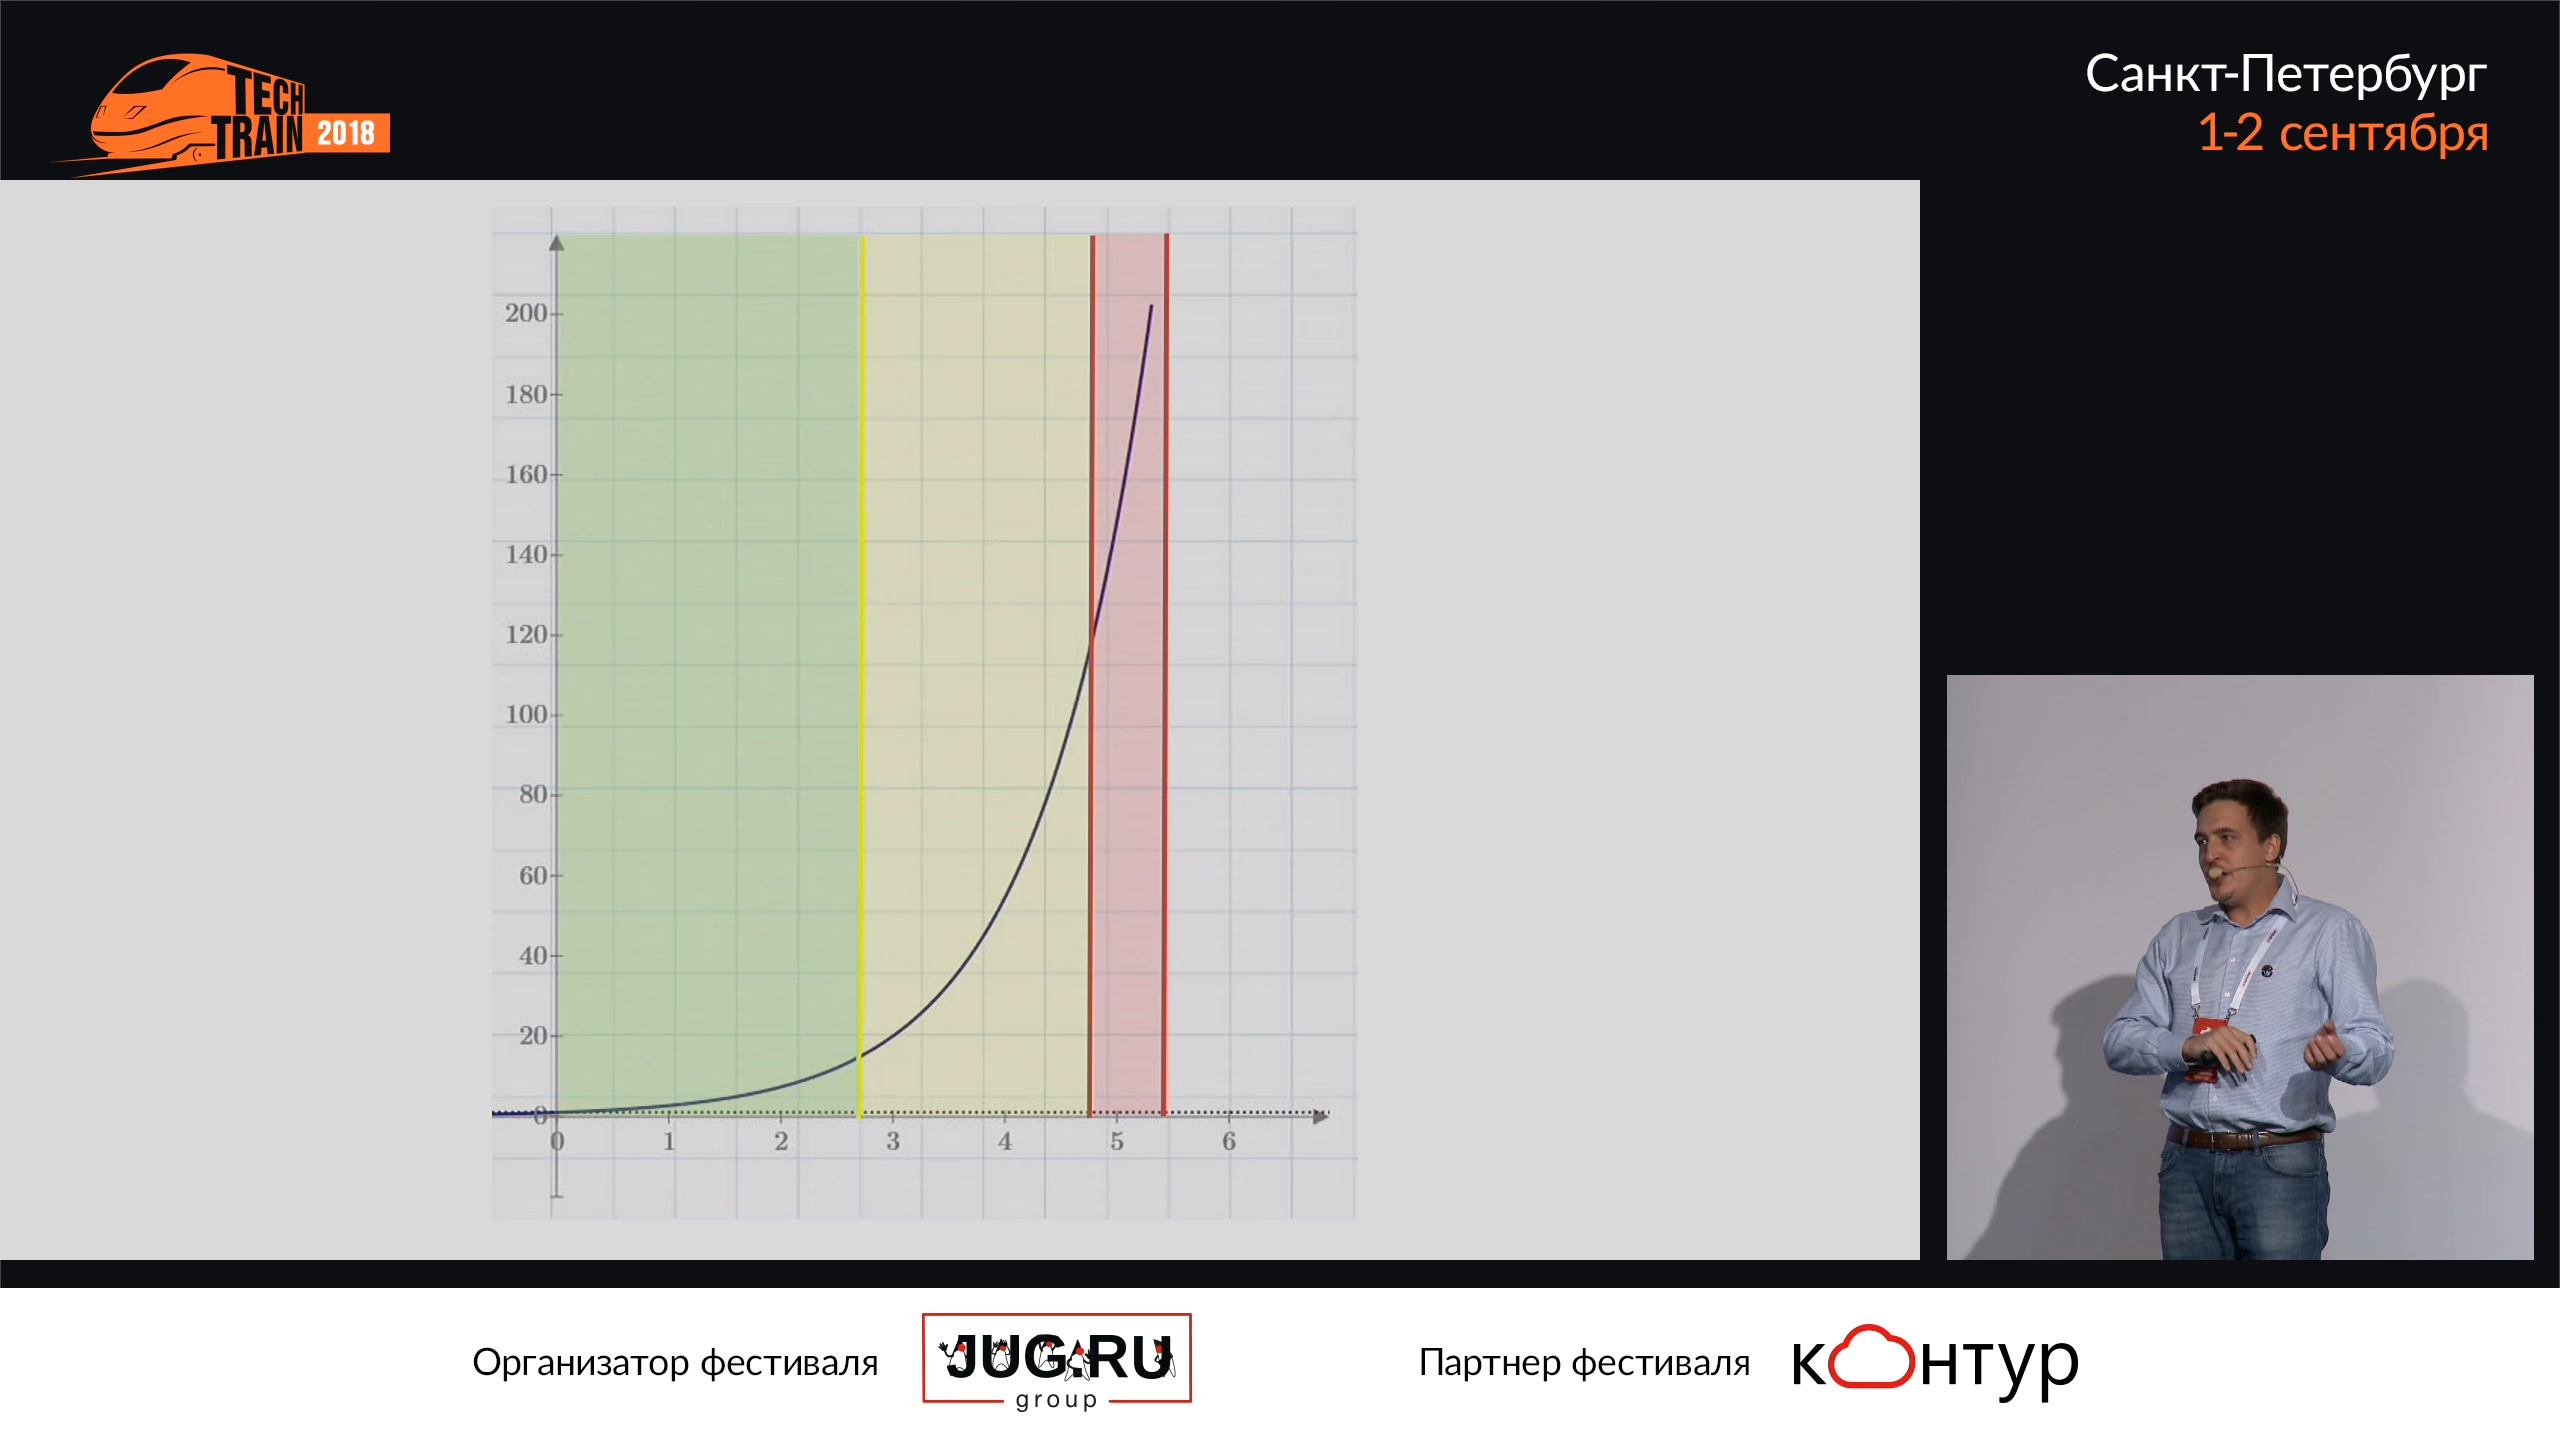 TECH
TRAIN 2018
Санкт-Петербург
1-2 сентября
200
180
160
140
120
100
80
60
40
20
0
0 1 2 3 4 5 6
Организатор фестиваля
JUG.RU
group
Партнер фестиваля
контур